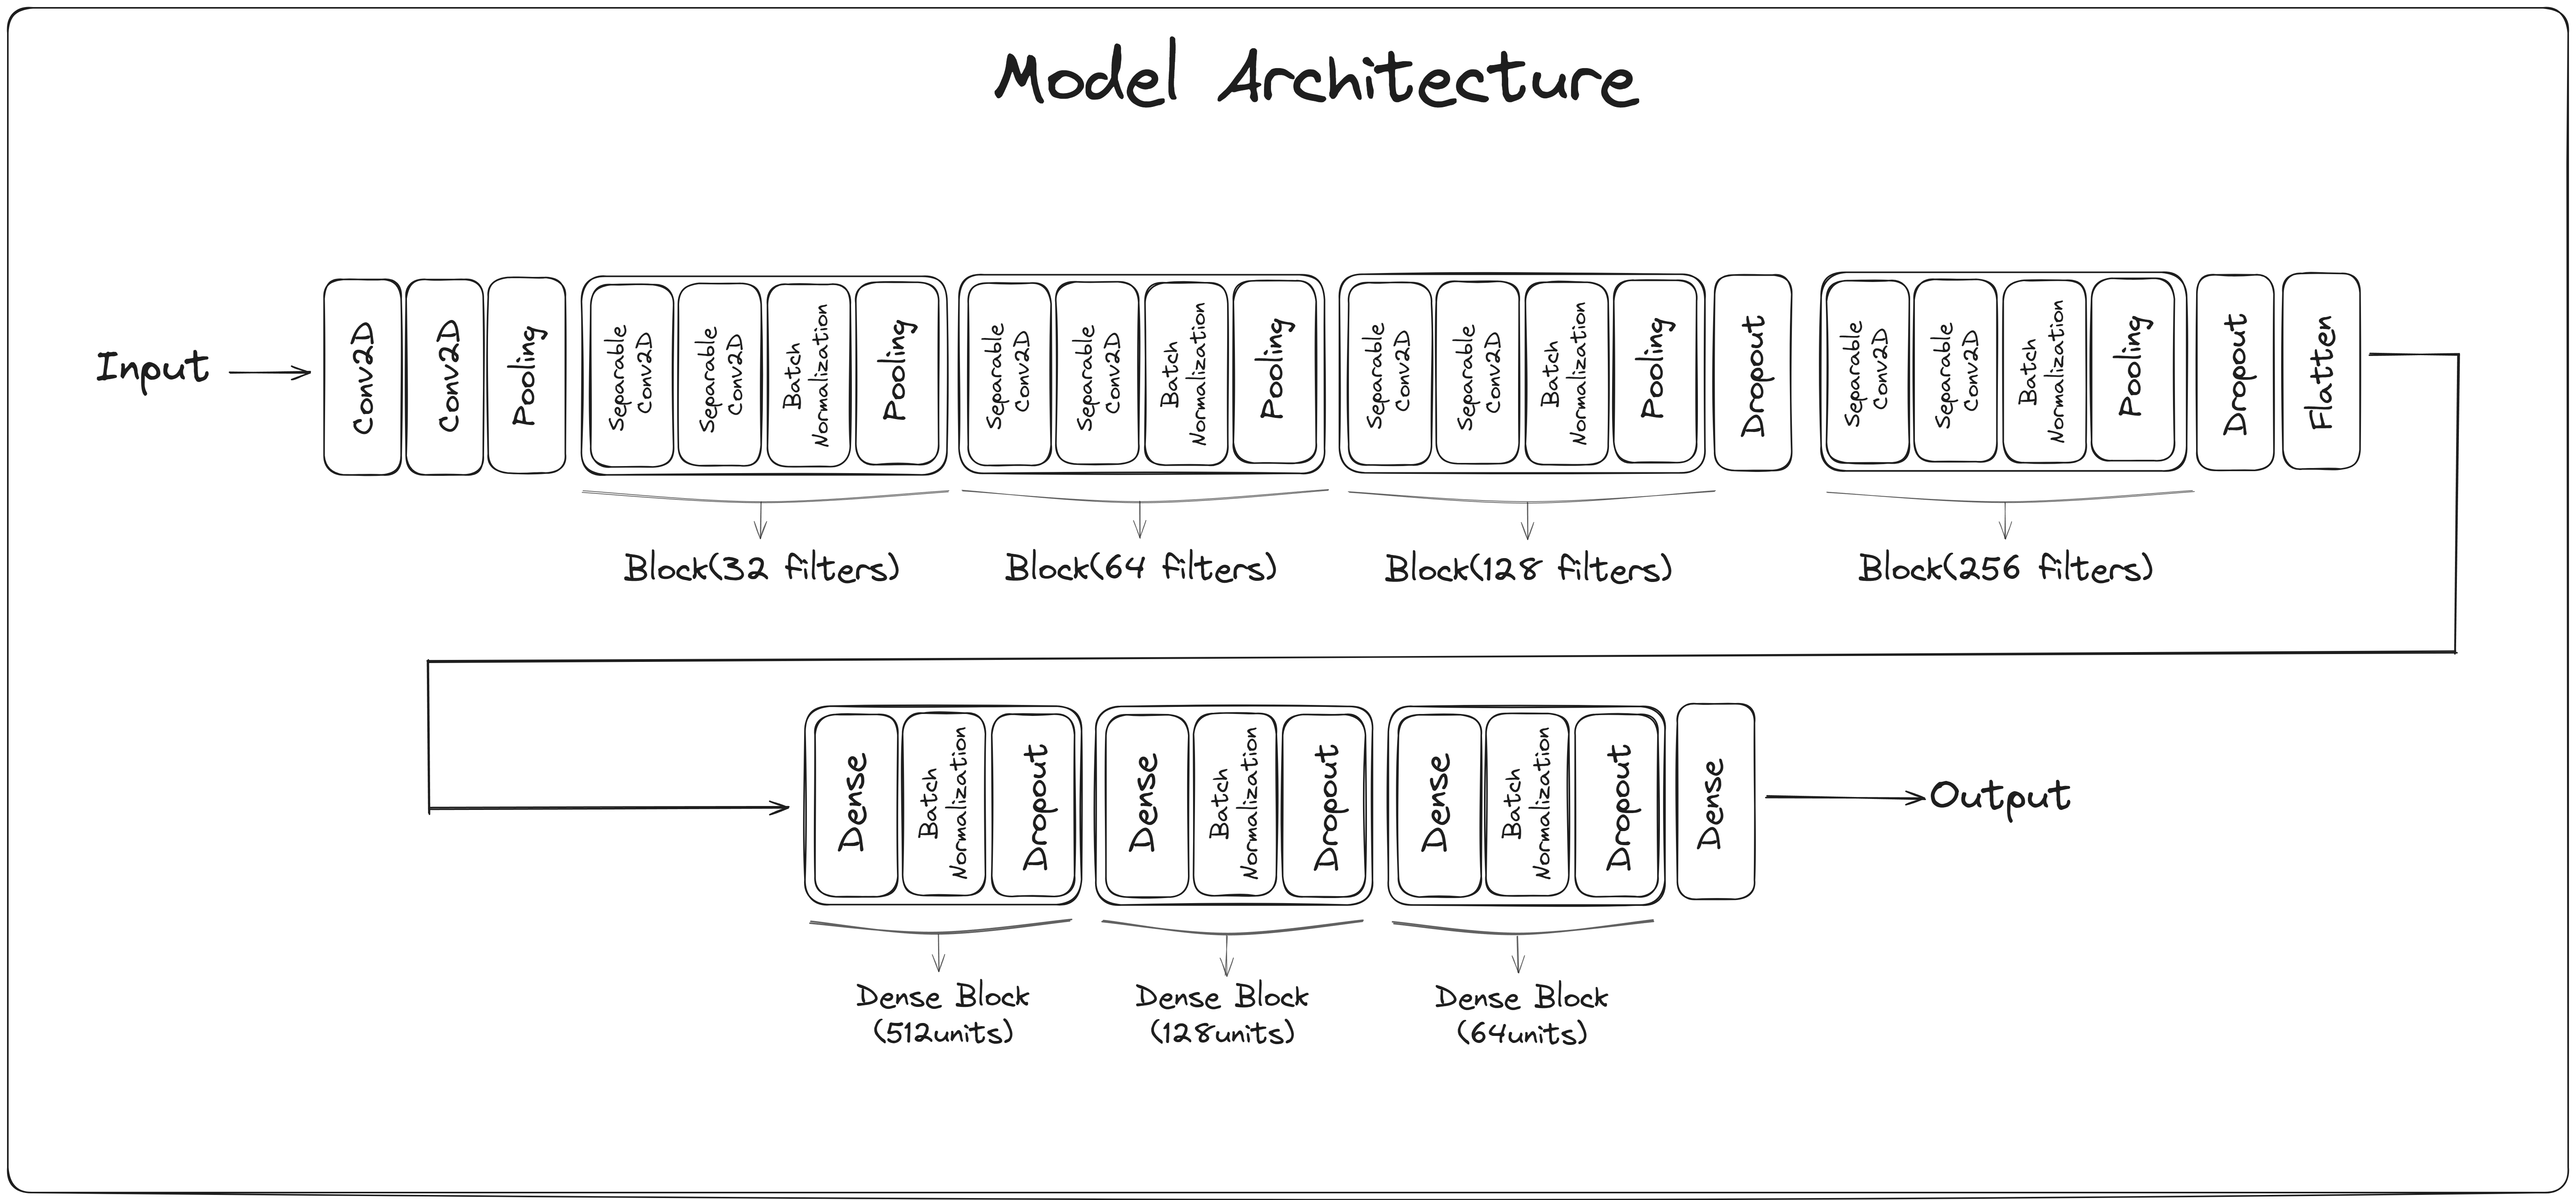 Model Architecture
Input
Conv2D
Conv2D
Pooling
Separable
Conv2D
Separable
Conv2D
Batch
Normalization
Pooling
Separable
Conv2D
Separable
Conv2D
Batch
Normalization
Pooling
Separable
Conv2D
Separable
Conv2D
Batch
Normalization
Pooling
Dropout
Separable
Conv2D
Separable
Conv2D
Batch
Normalization
Pooling
Dropout
Flatten
Block(32 filters)
Block(64 filters)
Block(128 filters)
Block(256 filters)
Dense
Batch
Normalization
Dropout
Dense
Batch
Normalization
Dropout
Dense
Batch
Normalization
Dropout
Dense
Output
Dense Block
(512units)
Dense Block
(128units)
Dense Block
(64units)